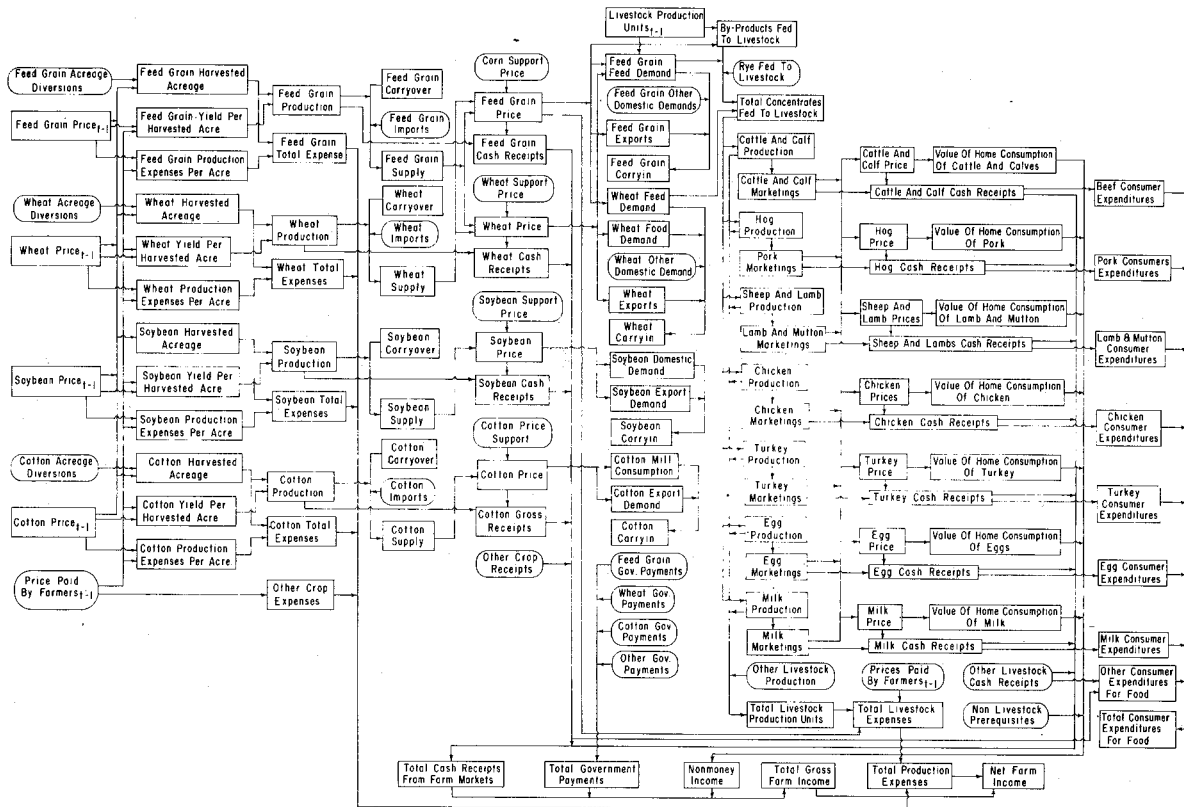 Feed Grain Acreage
Diversions
Feed Grain Price t-1
Wheat Acreage
Diversions
Wheat Price t-1
Soybean Price t-1
Cotton Acreage
Diversions
Cotton Price t-1
Price Paid
By Farmers t-1
Feed Grain Harvested
Acreage
Feed Grain-Yield Per
Harvested Acre
Feed Grain Production
Expenses Per Acre
Wheat Harvested
Acreage
Wheat Yield Per
Harvested Acre
Wheat Production
Expenses Per Acre
Soybean Harvested
Acreage
Soybean Yield Per
Harvested Acre
Soybean Production
Expenses Per Acre
Cotton Harvested
Acreage
Cotton Yield Per
Harvested Acre
Cotton Production
Expenses Per Acre.
Feed Grain
Production
Feed Grain
Total Expense
Wheat
Production
Wheat Total
Expenses
Soybean
Production
Soybean Total
Expenses
Cotton
Production
Cotton Total
Expenses
Other Crop
Expenses
Feed Grain
Carryover
Feed Grain
Imports
Feed Grain
Supply
Wheat
Carryover
Wheat
Imports
Wheat
Supply
Soybean
Carryover
Soybean
Supply
Cotton
Carryover
Cotton
Imports
Cotton
Supply
Corn Support
Price
Feed Grain
Price
Feed Grain
Cash Receipts
Wheat Support
Price
Wheat Price
Wheat Cash
Receipts
Soybean Support
Price
Soybean
Price
Soybean Cash
Receipts
Cotton Price
Support
Cotton Price
Cotton Gross
Receipts
Other Crop
Receipts
Livestock Production
Units t-1
Feed Grain
Feed Demand
Feed Grain Other
Domestic Demands
Feed Grain
Exports
Feed Grain
Carryin
Wheat Feed
Demand
Wheat Food
Demand
Wheat Other
Domestic Demand
Wheat
Exports
Wheat
Carryin
Soybean Domestic
Demand
Soybean Export
Demand
Soybean
Carryin
Cotton Mill
Consumption
Cotton Export
Demand
Cotton
Carryin
Feed Grain
Gov. Payments
Wheat Gov.
Payments
Cotton Gov
Payments
Other Gov.
Payments
By-Products Fed
To Livestock
Rye Fed To
Livestock
Total Concentrates
Fed To Livestock
Cattle And Calf
Production
Cattle And Calf
Marketings
Hog
Production
Pork
Marketings
Sheep And Lamb
Production
Lamb And Mutton
Marketings
Chicken
Production
Chicken
Marketings
Turkey
Production
Turkey
Marketings
Egg
Production
Egg
Marketings
Milk
Production
Milk
Marketings
Other Livestock
Production
Total Livestock
Production Units
Cattle And
Calf Price
Value Of Home Consumption
Of Cattle And Calves
Cattle And Calf Cash Receipts
Hog
Price
Value Of Home Consumption
Of Pork
Hog Cash Receipts
Sheep And
Lamb Prices
Value Of Home Consumption
Of Lamb And Mutton
Sheep And Lambs Cash Receipts
Chicken
Prices
Value Of Home Consumption
Of Chicken
Chicken Cash Receipts
Turkey
Price
Value Of Home Consumption
Of Turkey
Turkey Cash Receipts
Egg
Price
Value Of Home Consumption
Of Eggs
Egg Cash Receipts
Milk
Price
Value Of Home Consumption
Of Milk
Milk Cash Receipts
Prices Paid
By Farmers t-1
Other Livestock
Cash Receipts
Total Livestock
Expenses
Non Livestock
Prerequisites
Beef Consumer
Expenditures
Pork Consumers
Expenditures
Lamb & Mutton
Consumer
Expenditures
Chicken
Consumer
Expenditures
Turkey
Consumer
Expenditures
Egg Consumer
Expenditures
Milk Consumer
Expenditures
Other Consumer
Expenditures
For Food
Total Consumer
Expenditures
For Food
Total Cash Receipts
From Farm Markets
Total Government
Payments
Nonmoney
Income
Total Gross
Farm Income
Total Production
Expenses
Net Farm
Income